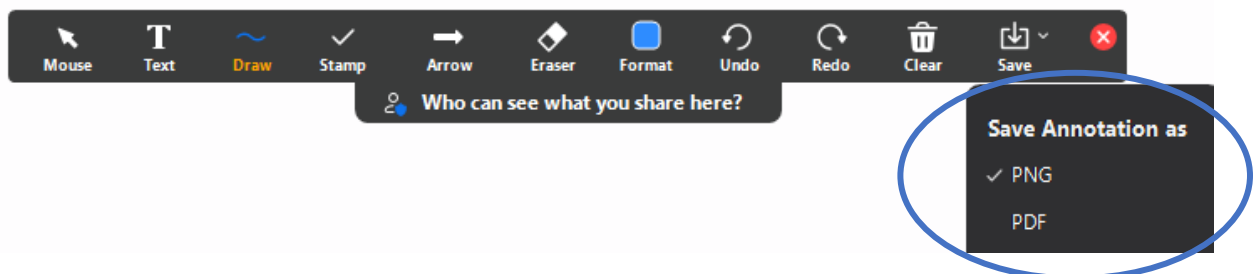 Mouse Text Draw Stamp Arrow Eraser Format Undo Redo Clear Save
Who can see what you share here?
Save Annotation as
PNG
PDF